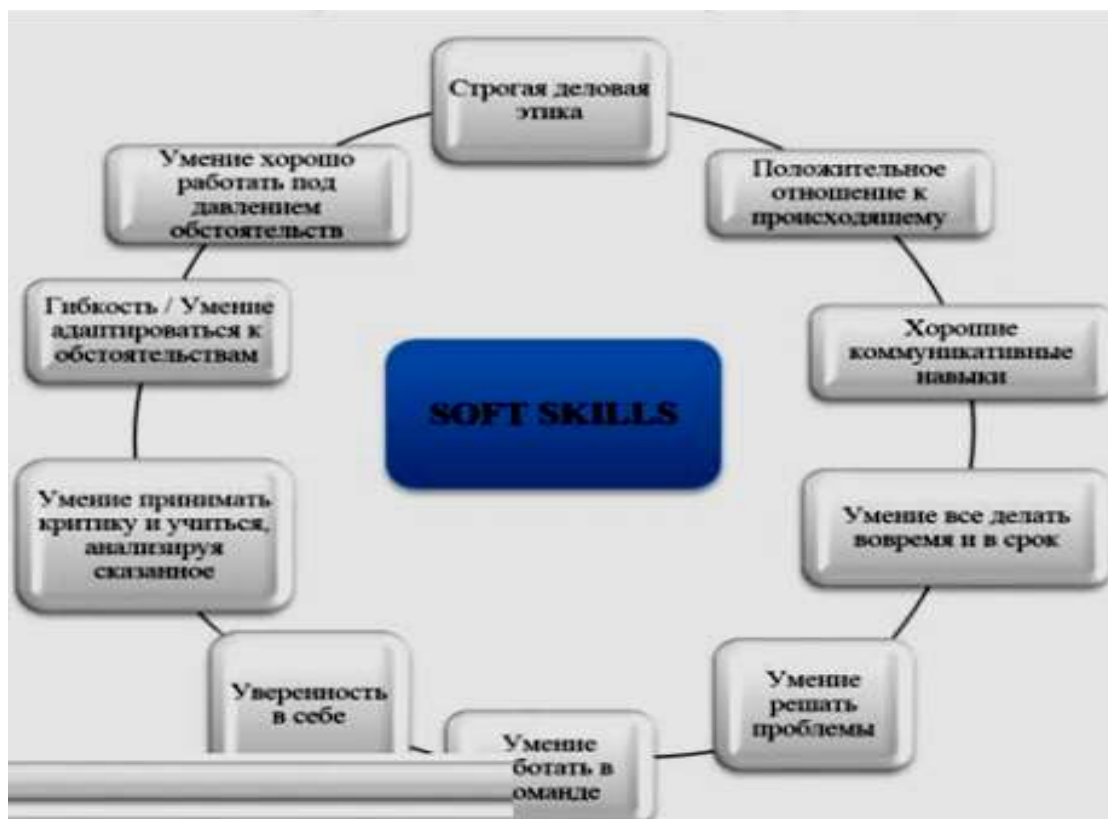 Строгая деловая
этика
Положительное
отношение к
происходящему
Хорошие
коммуникативные
навыки
Умение все делать
вовремя и в срок
Умение
решать
проблемы
Умение
ботать в
оманде
Уверенность
в себе
Умение принимать
критику и учиться,
анализируя
сказанное
Гибкость / Умение
адаптироваться к
обстоятельствам
Умение хорошо
работать под
давлением
обстоятельств
SOFT SKILLS